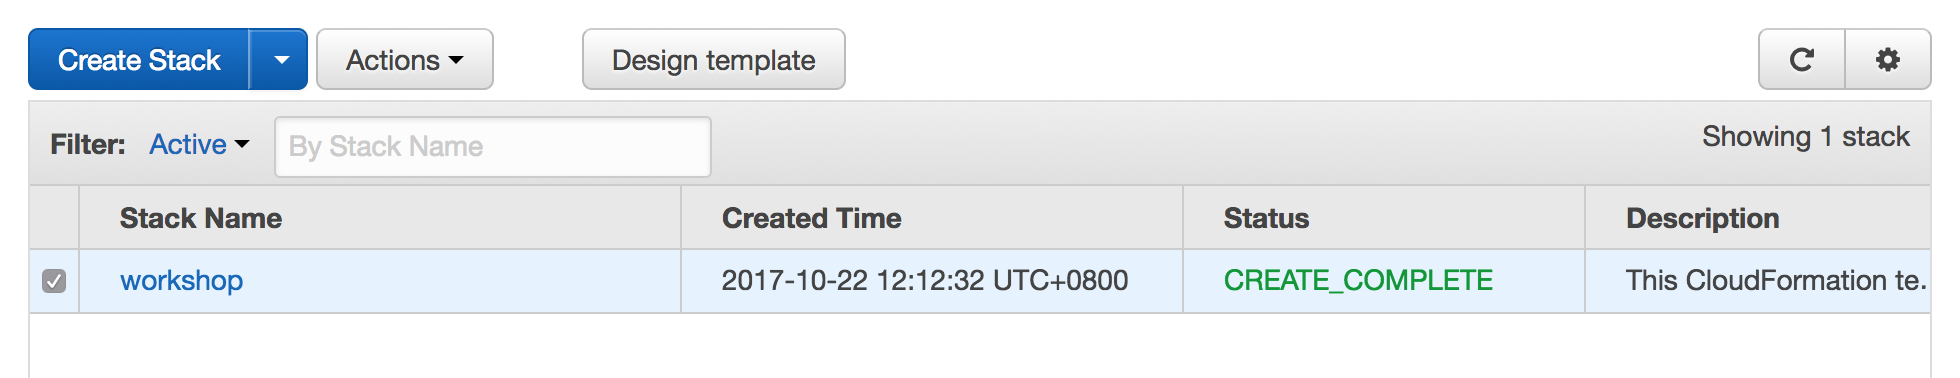 Create Stack Actions Design template
Filter: Active By Stack Name Showing 1 stack
Stack Name Created Time Status Description
workshop 2017-10-22 12:12:32 UTC+0800 CREATE_COMPLETE This CloudFormation te.